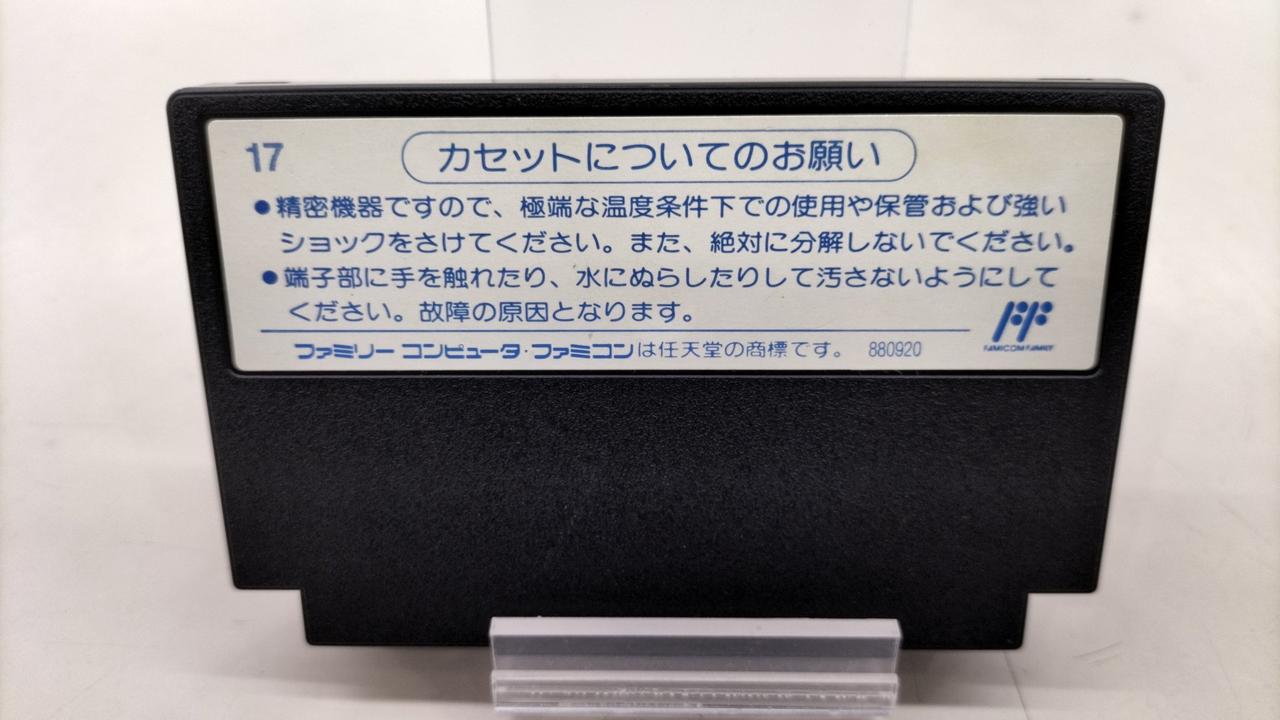 17
カセットについてのお願い
●精密機器ですので、極端な温度条件下での使用や保管および強い
ショックをさけてください。また、絶対に分解しないでください。
●端子部に手を触れたり、水にぬらしたりして汚さないようにして
ください。故障の原因となります。
ファミリー コンピュータ・ファミコンは任天堂の商標です。 880920
FF
FAMICOM FAMILY